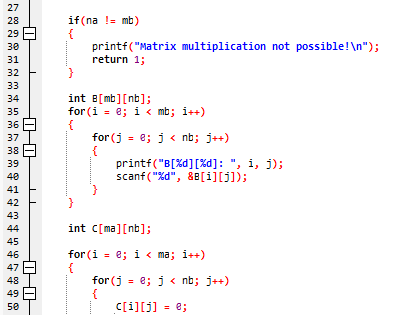 27
28 if(na != mb)
29 {
30 printf("Matrix multiplication not possible!\n");
31 return 1;
32 }
33
34 int B[mb][nb];
35 for(i = 0; i < mb; i++)
36 {
37 for(j = 0; j < nb; j++)
38 {
39 printf("B[%d][%d]: ", i, j);
40 scanf("%d", &B[i][j]);
41 }
42 }
43
44 int C[ma][nb];
45
46 for(i = 0; i < ma; i++)
47 {
48 for(j = 0; j < nb; j++)
49 {
50 C[i][j] = 0;